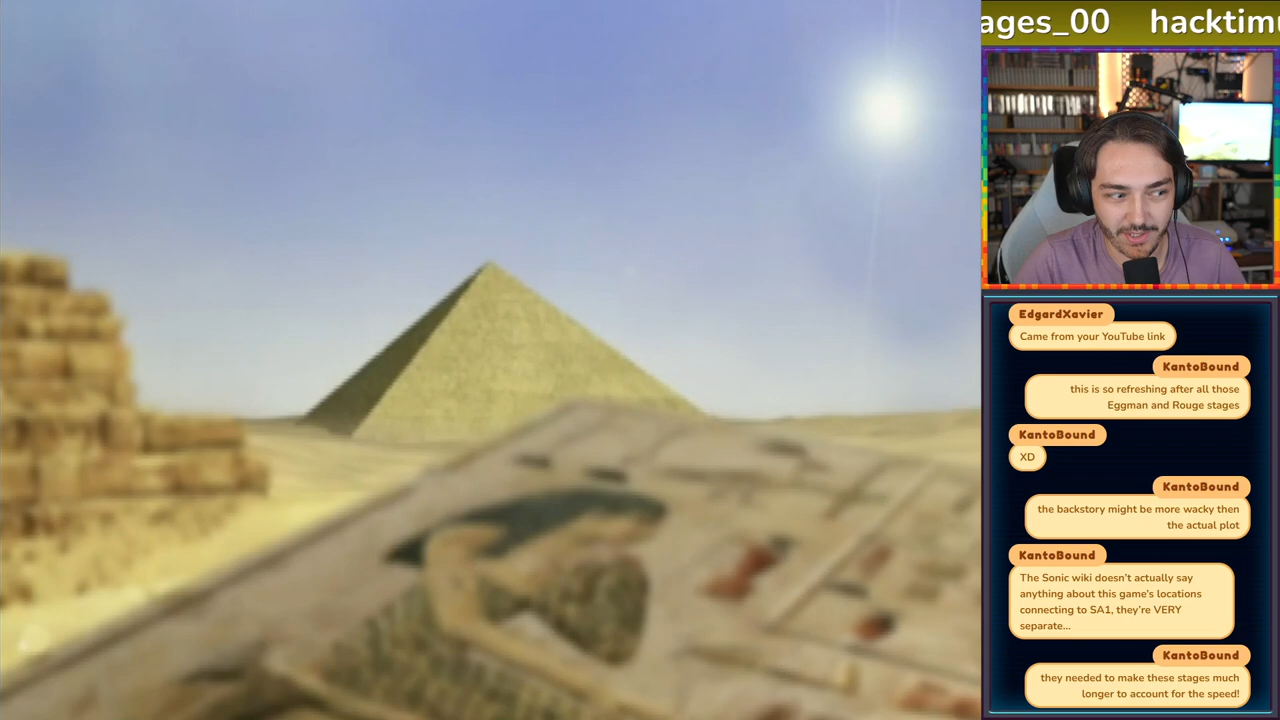 ages_00 hacktim
EdgardXavier
Came from your YouTube link
KantoBound
this is so refreshing after all those
Eggman and Rouge stages
KantoBound
XD
KantoBound
the backstory might be more wacky then
the actual plot
KantoBound
The Sonic wiki doesn't actually say
anything about this game's locations
connecting to SA1, they're VERY
separate...
KantoBound
they needed to make these stages much
longer to account for the speed!